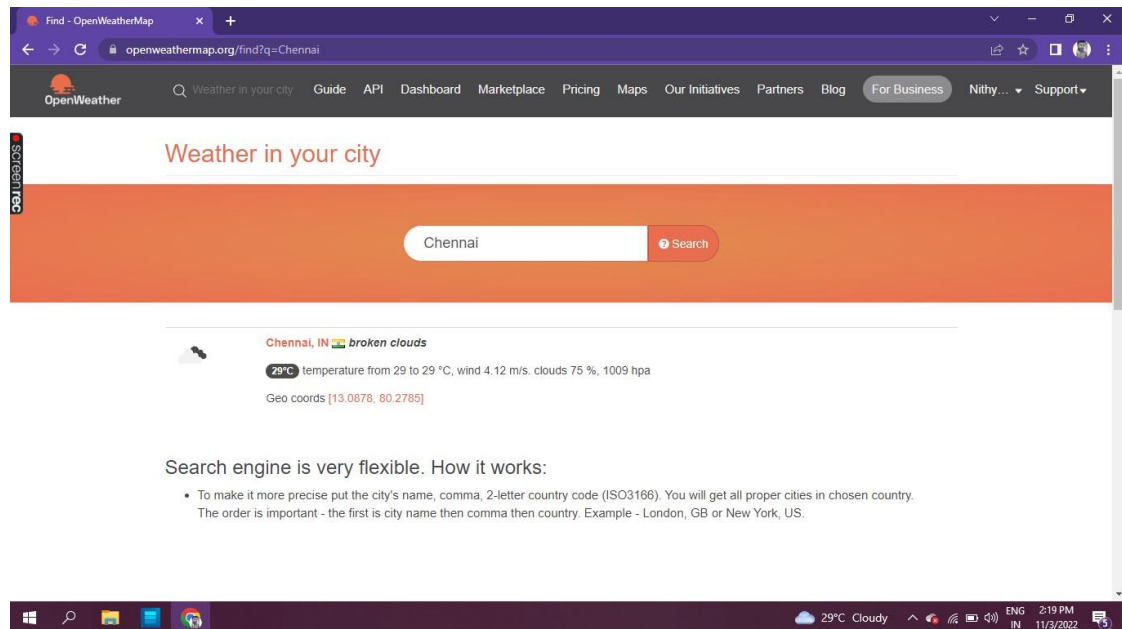 Find - OpenWeatherMap
openweathermap.org/find?q=Chennai
OpenWeather
Weather in your city Guide API Dashboard Marketplace Pricing Maps Our Initiatives Partners Blog For Business Nithy... Support
screenrec
Weather in your city
Chennai Search
Chennai, IN broken clouds
29°C temperature from 29 to 29 °C, wind 4.12 m/s. clouds 75 %, 1009 hpa
Geo coords [13.0878, 80.2785]
Search engine is very flexible. How it works:
• To make it more precise put the city's name, comma, 2-letter country code (ISO3166). You will get all proper cities in chosen country.
The order is important - the first is city name then comma then country. Example - London, GB or New York, US.
29°C Cloudy
ENG
IN
2:19 PM
11/3/2022
5